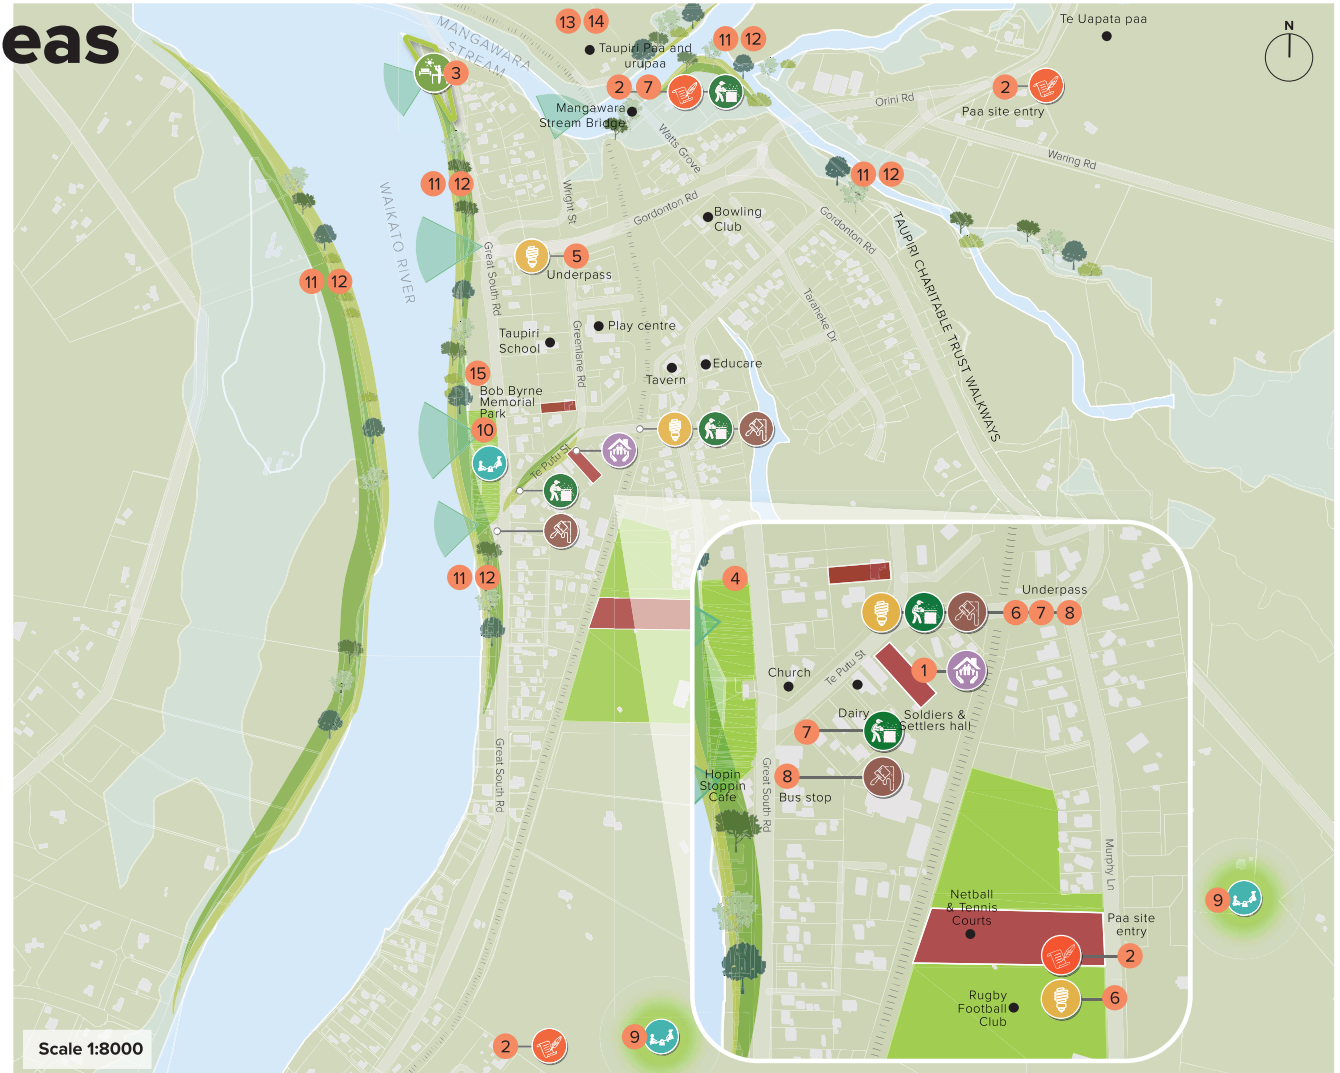 eas
MANGAWARA
STREAM
13 14
Taupiri Paa and
urupaa
11 12
Te Uapata paa
N
3
2 7
Mangawara
Stream Bridge
Watts Grove
Orini Rd
2
Paa site entry
Waring Rd
11 12
11 12
WAIKATO RIVER
Wright St
Gordonton Rd
Bowling
Club
Gordonton Rd
TAUPIRI CHARITABLE TRUST WALKWAYS
11 12
Great South Rd
5
Underpass
Taupiri
School
Play centre
Greenlane Rd
Taraheke Dr
Tavern
Educare
15
Bob Byrne
Memorial
Park
10
Te Putu St
11 12
4
Underpass
6 7 8
Church
Te Putu St
1
Dairy
Soldiers &
Settlers hall
7
8
Bus stop
Hopin
Stoppin
Cafe
Great South Rd
Great South Rd
Murphy Ln
Netball
& Tennis
Courts
Paa site
entry
2
9
Rugby
Football
Club
6
2
9
Scale 1:8000